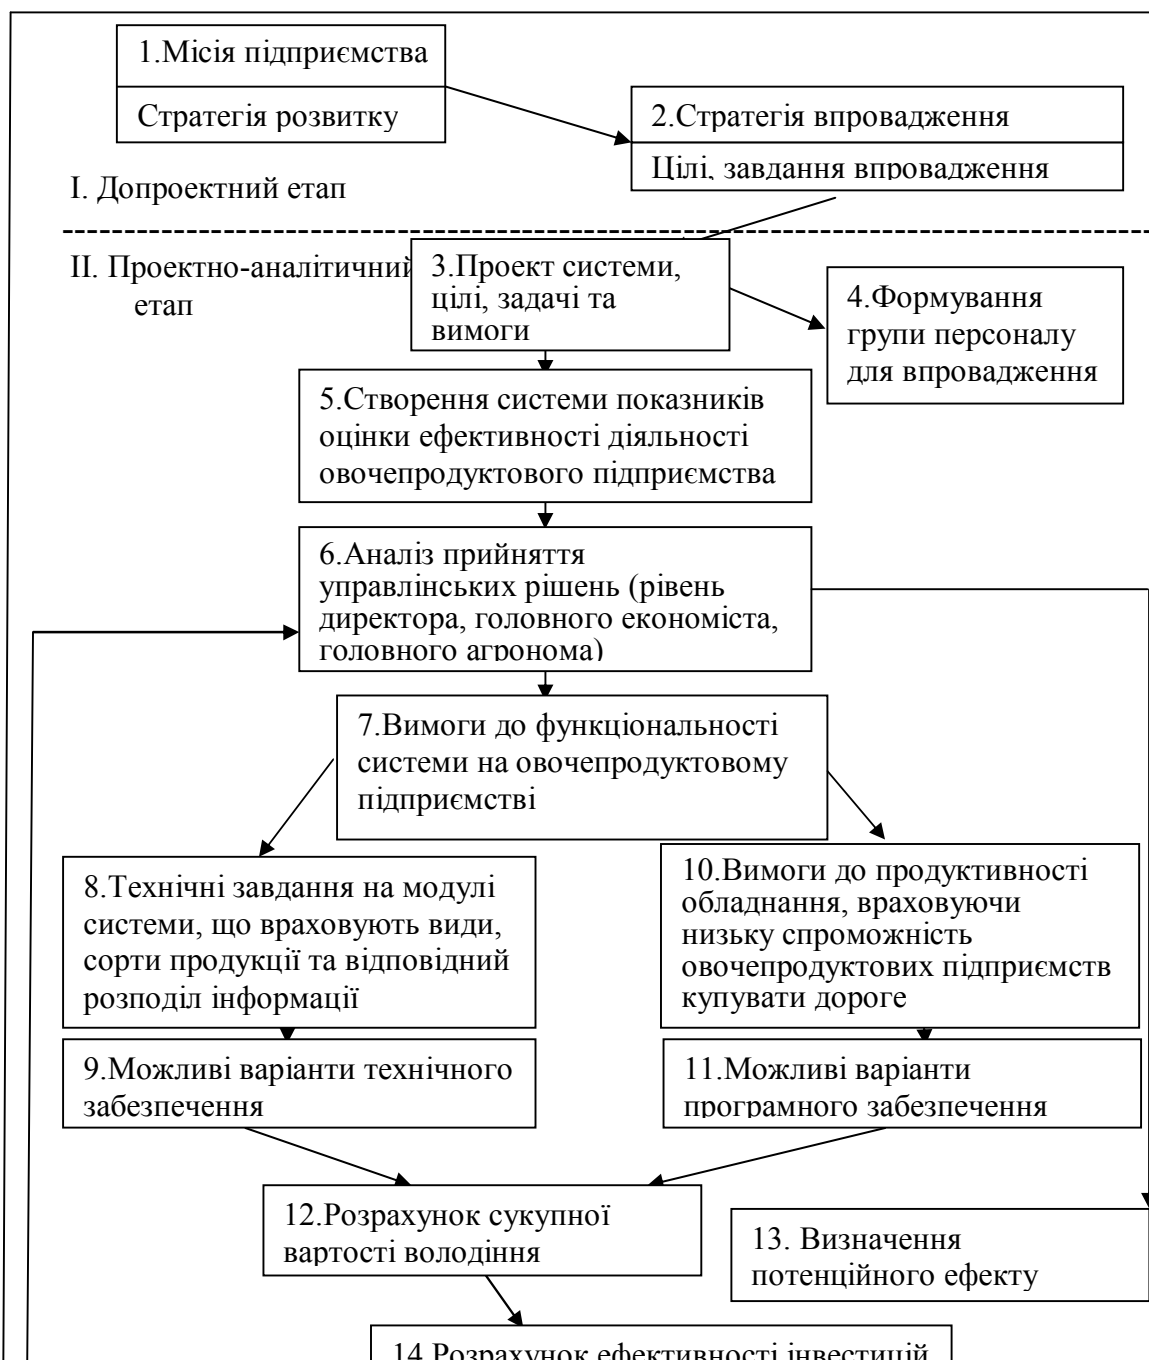 1.Місія підприємства
Стратегія розвитку
2.Стратегія впровадження
Цілі, завдання впровадження
І. Допроектний етап
ІІ. Проектно-аналітичний
етап
3.Проект системи,
цілі, задачі та
вимоги
4.Формування
групи персоналу
для впровадження
5.Створення системи показників
оцінки ефективності діяльності
овочепродуктового підприємства
6.Аналіз прийняття
управлінських рішень (рівень
директора, головного економіста,
головного агронома)
7.Вимоги до функціональності
системи на овочепродуктовому
підприємстві
8.Технічні завдання на модулі
системи, що враховують види,
сорти продукції та відповідний
розподіл інформації
10.Вимоги до продуктивності
обладнання, враховуючи
низьку спроможність
овочепродуктових підприємств
купувати дороге
9.Можливі варіанти технічного
забезпечення
11.Можливі варіанти
програмного забезпечення
12.Розрахунок сукупної
вартості володіння
13. Визначення
потенційного ефекту
14.Розрахунок ефективності інвестицій